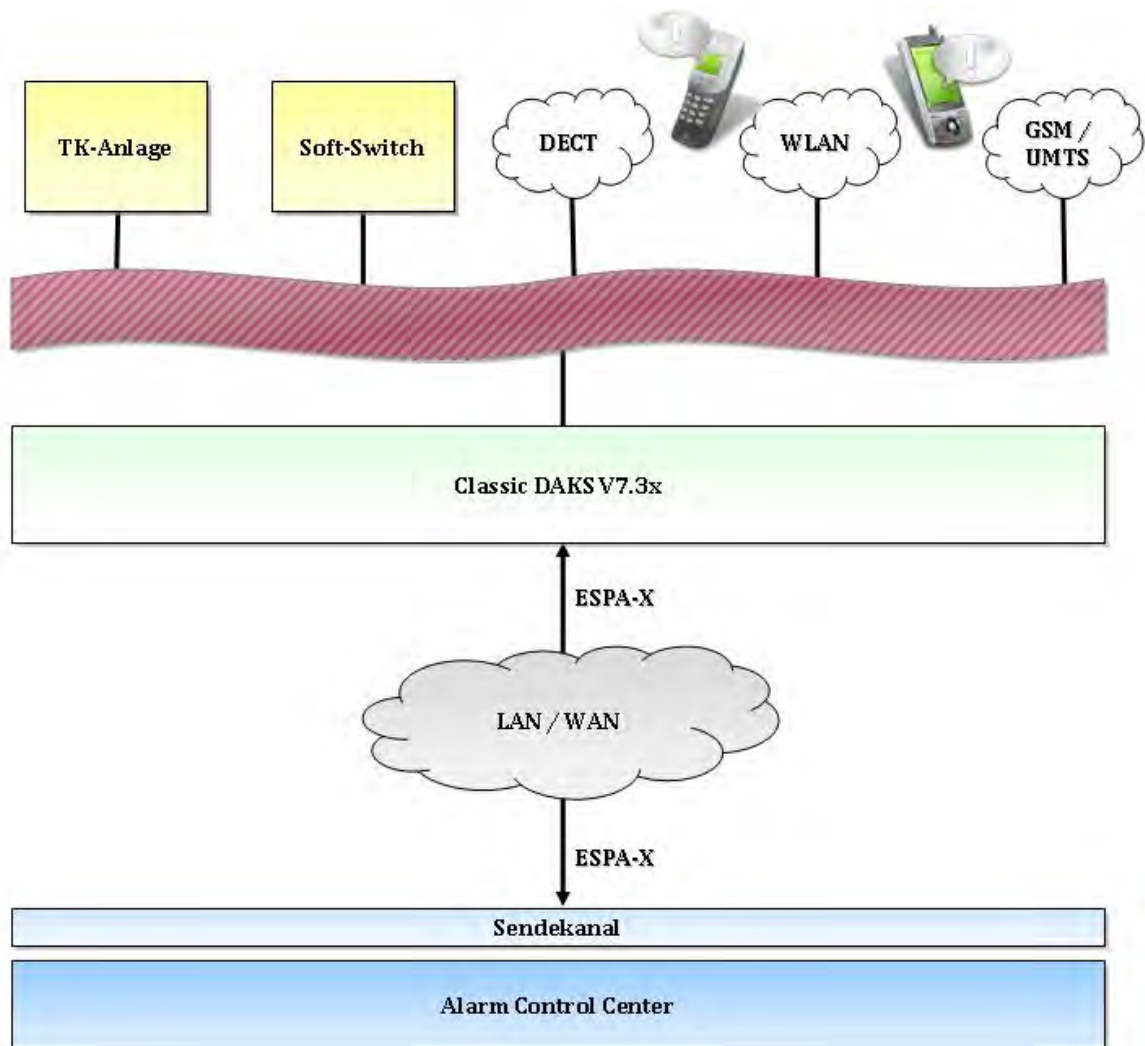 TK-Anlage
Soft-Switch
DECT
WLAN
GSM /
UMTS
Classic DAKS V7.3x
ESPA-X
LAN / WAN
ESPA-X
Sendekanal
Alarm Control Center